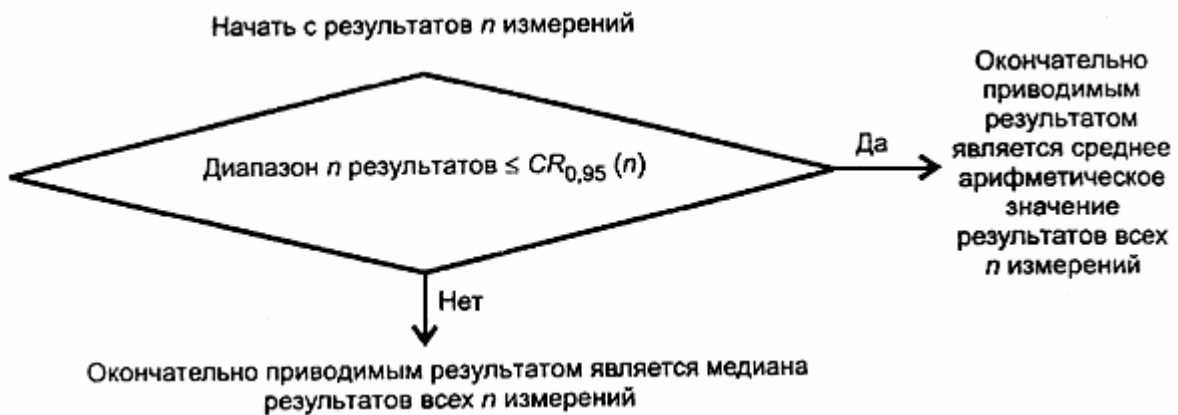 Начать с результатов n измерений
Диапазон n результатов ≤ CR0,95 (n)
Да
Окончательно
приводимым
результатом
является среднее
арифметическое
значение
результатов всех
n измерений
Нет
Окончательно приводимым результатом является медиана
результатов всех n измерений